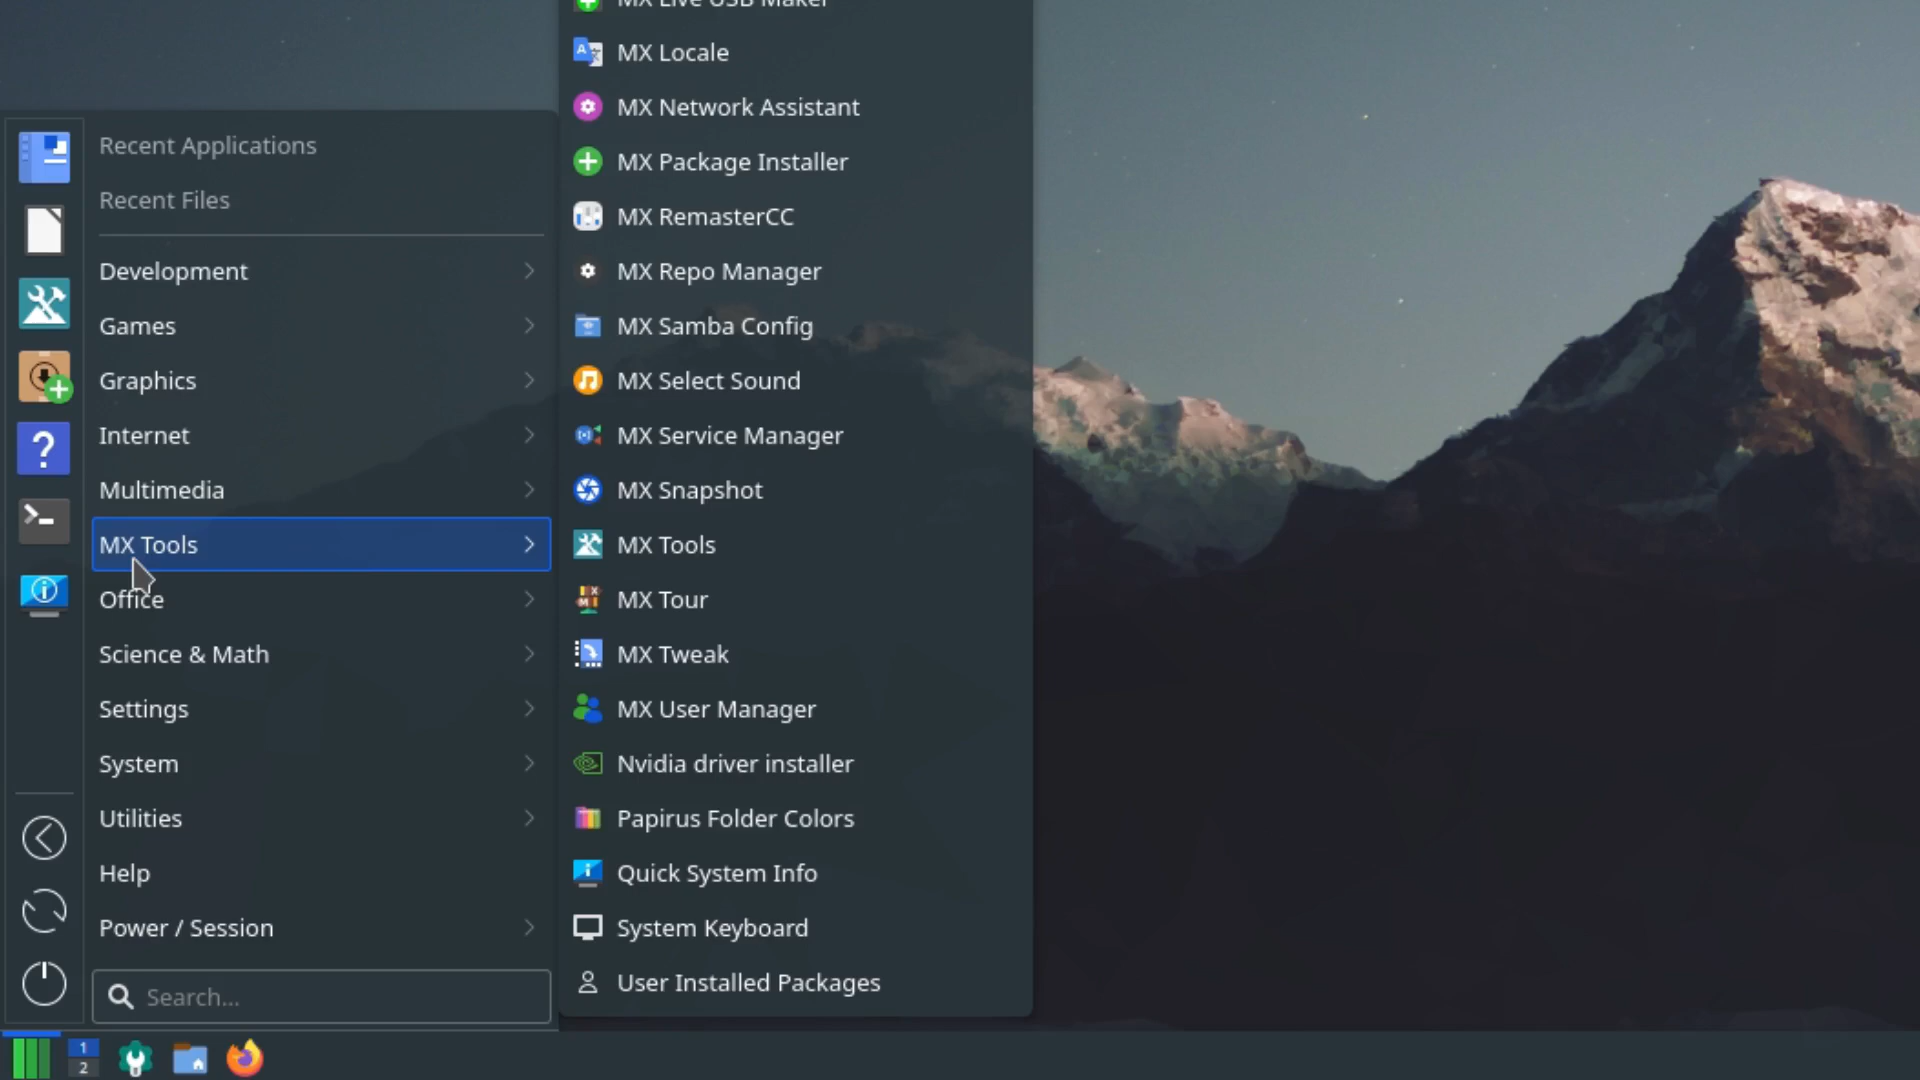 Recent Applications
Recent Files
Development
Games
Graphics
Internet
Multimedia
MX Tools
Office
Science & Math
Settings
System
Utilities
Help
Power / Session
Search...
MX Live USB Maker
MX Locale
MX Network Assistant
MX Package Installer
MX RemasterCC
MX Repo Manager
MX Samba Config
MX Select Sound
MX Service Manager
MX Snapshot
MX Tools
MX Tour
MX Tweak
MX User Manager
Nvidia driver installer
Papirus Folder Colors
Quick System Info
System Keyboard
User Installed Packages
1
2